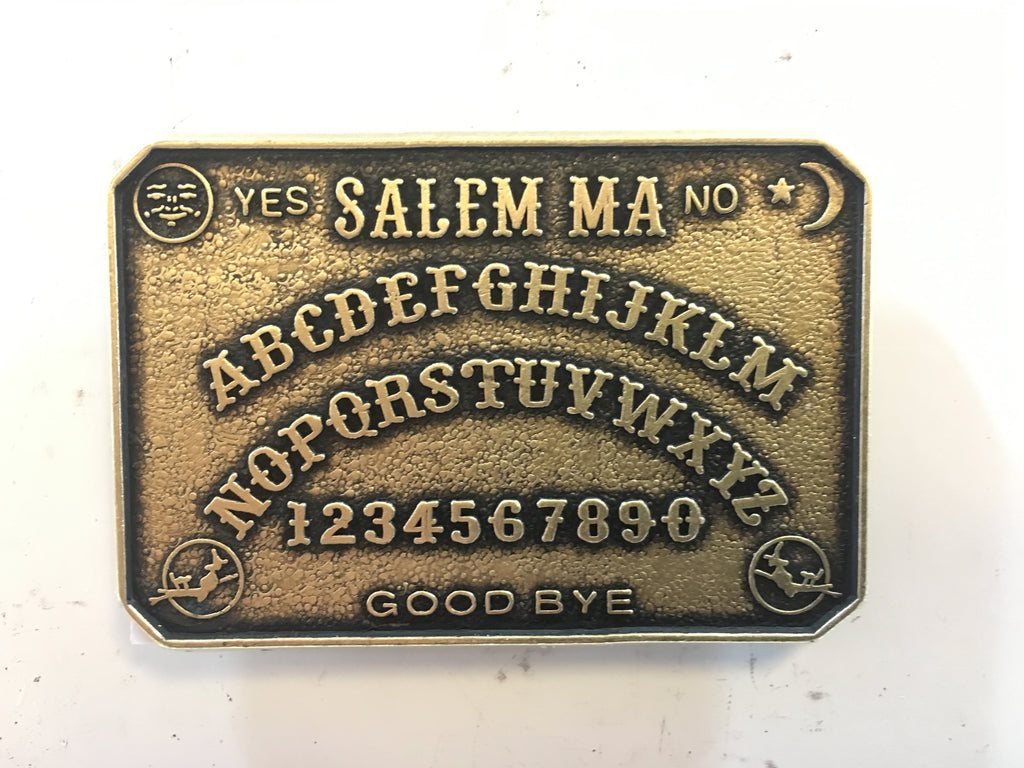 YES SALEM MA NO
ABCDEFGHIJKLM
NOPQRSTUVWXYZ
1234567890
GOOD BYE